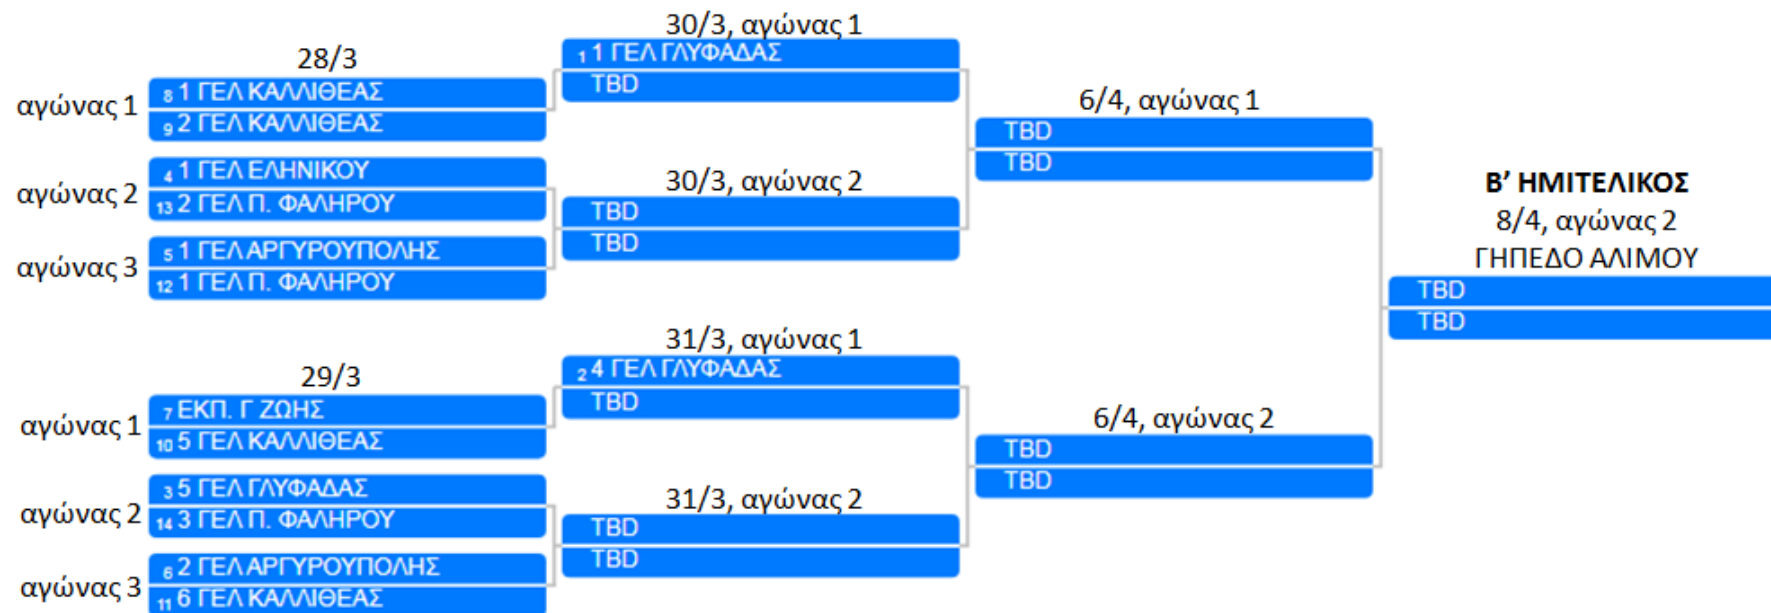 28/3
αγώνας 1
8 1 ΓΕΛ ΚΑΛΛΙΘΕΑΣ
9 2 ΓΕΛ ΚΑΛΛΙΘΕΑΣ
αγώνας 2
4 1 ΓΕΛ ΕΛΗΝΙΚΟΥ
13 2 ΓΕΛ Π. ΦΑΛΗΡΟΥ
αγώνας 3
5 1 ΓΕΛ ΑΡΓΥΡΟΥΠΟΛΗΣ
12 1 ΓΕΛ Π. ΦΑΛΗΡΟΥ
29/3
αγώνας 1
7 ΕΚΠ. Γ ΖΩΗΣ
10 5 ΓΕΛ ΚΑΛΛΙΘΕΑΣ
αγώνας 2
3 5 ΓΕΛ ΓΛΥΦΑΔΑΣ
14 3 ΓΕΛ Π. ΦΑΛΗΡΟΥ
αγώνας 3
6 2 ΓΕΛ ΑΡΓΥΡΟΥΠΟΛΗΣ
11 6 ΓΕΛ ΚΑΛΛΙΘΕΑΣ
30/3, αγώνας 1
1 1 ΓΕΛ ΓΛΥΦΑΔΑΣ
TBD
30/3, αγώνας 2
TBD
TBD
31/3, αγώνας 1
2 4 ΓΕΛ ΓΛΥΦΑΔΑΣ
TBD
31/3, αγώνας 2
TBD
TBD
6/4, αγώνας 1
TBD
TBD
6/4, αγώνας 2
TBD
TBD
Β’ ΗΜΙΤΕΛΙΚΟΣ
8/4, αγώνας 2
ΓΗΠΕΔΟ ΑΛΙΜΟΥ
TBD
TBD